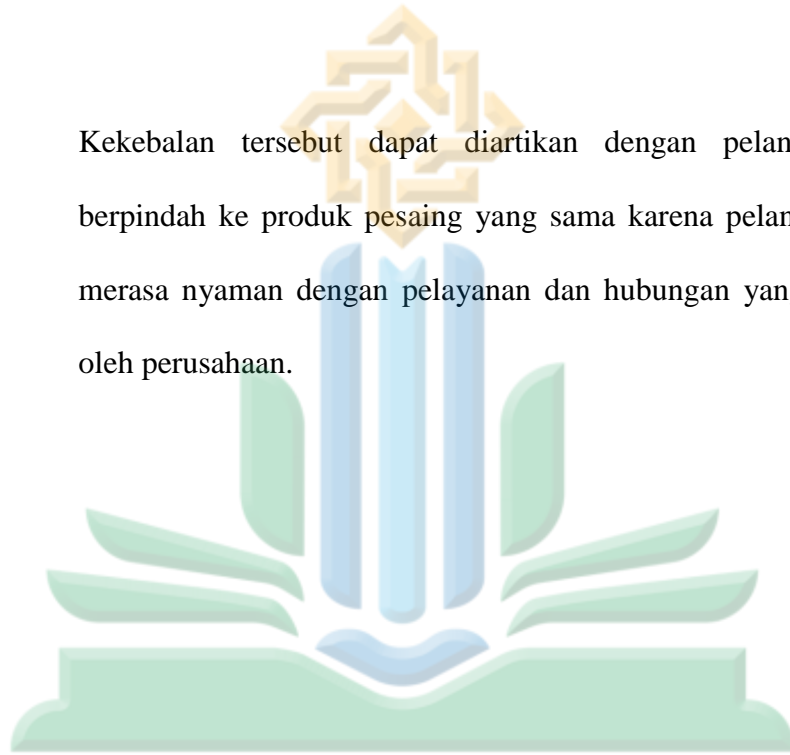 Kekebalan tersebut dapat diartikan dengan pelan
berpindah ke produk pesaing yang sama karena pelan
merasa nyaman dengan pelayanan dan hubungan yan
oleh perusahaan.